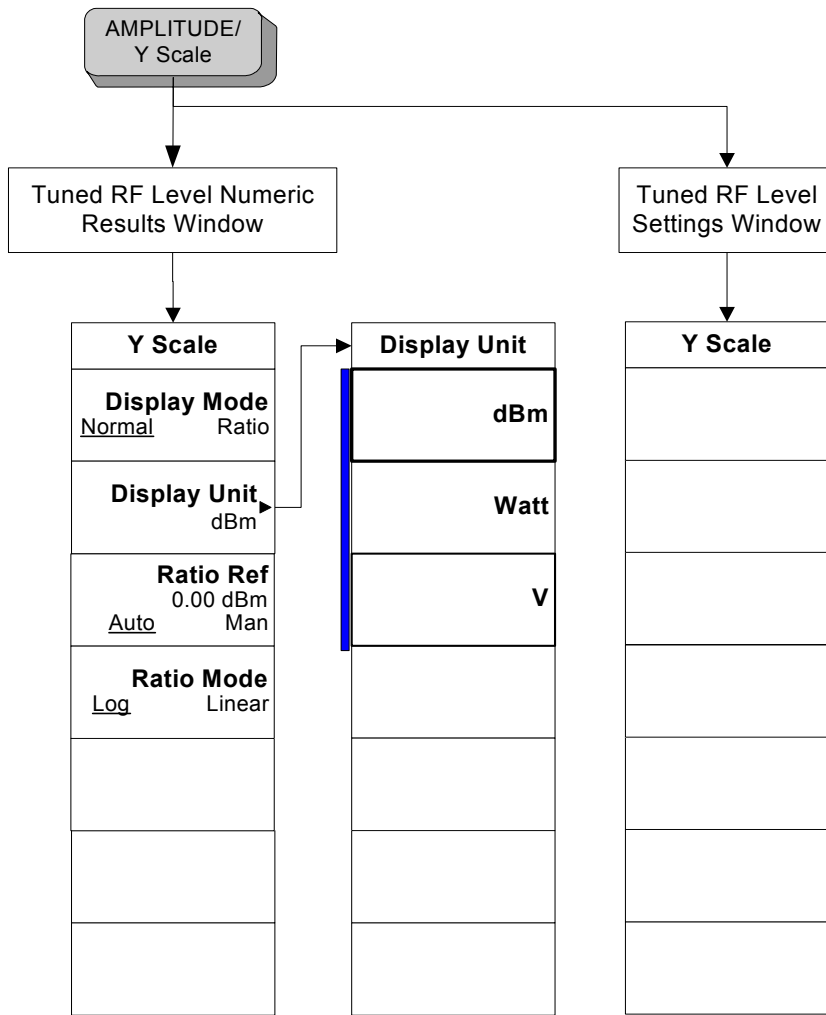 AMPLITUDE/
Y Scale
Tuned RF Level Numeric
Results Window
Tuned RF Level
Settings Window
Y Scale
Display Mode
Normal Ratio
Display Unit
dBm
Ratio Ref
0.00 dBm
Auto Man
Ratio Mode
Log Linear
Display Unit
dBm
Watt
V
Y Scale